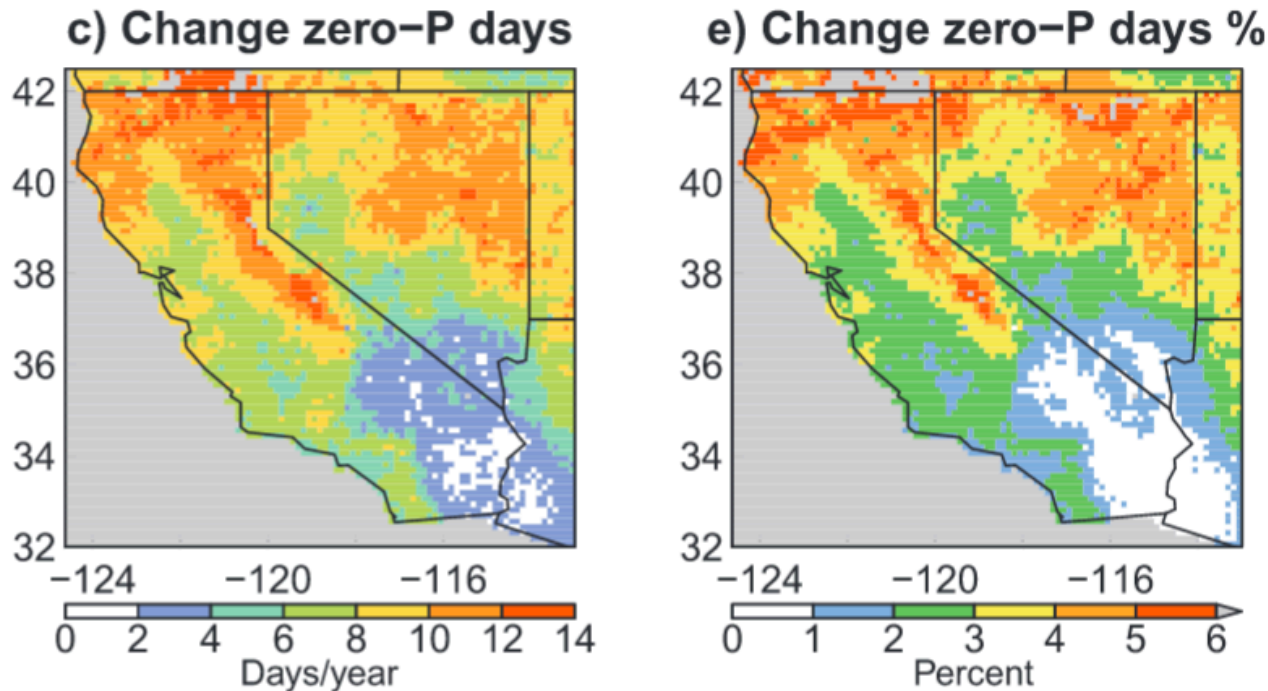 c) Change zero−P days
e) Change zero−P days %
42
40
38
36
34
32
−124 −120 −116
0 2 4 6 8 10 12 14
Days/year
42
40
38
36
34
32
−124 −120 −116
0 1 2 3 4 5 6
Percent